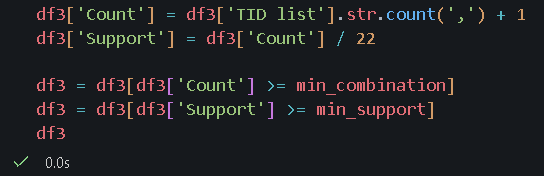 df3['Count'] = df3['TID list'].str.count(',') + 1
df3['Support'] = df3['Count'] / 22
df3 = df3[df3['Count'] >= min_combination]
df3 = df3[df3['Support'] >= min_support]
df3
✓ 0.0s